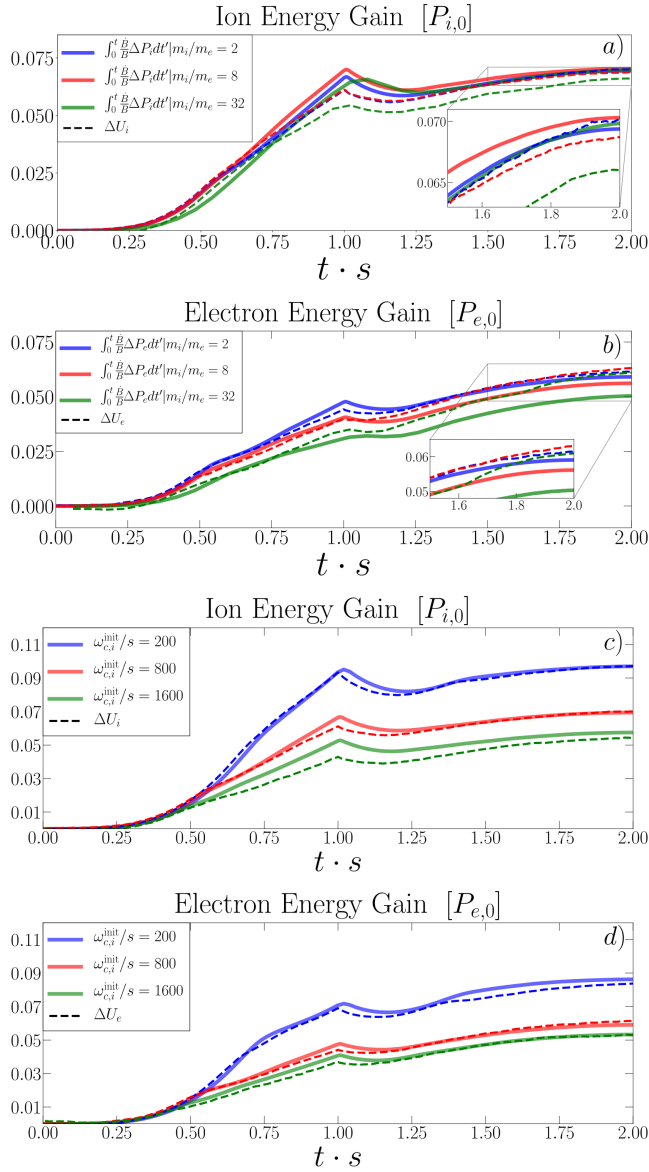 Ion Energy Gain [P_{i,0}]
a)
∫_0^t \frac{Ḃ}{B} ΔP_i dt′|m_i/m_e = 2
∫_0^t \frac{Ḃ}{B} ΔP_i dt′|m_i/m_e = 8
∫_0^t \frac{Ḃ}{B} ΔP_i dt′|m_i/m_e = 32
ΔU_i
0.075
0.050
0.025
0.000
0.070
0.065
1.6 1.8 2.0
0.00 0.25 0.50 0.75 1.00 1.25 1.50 1.75 2.00
t · s
Electron Energy Gain [P_{e,0}]
b)
∫_0^t \frac{Ḃ}{B} ΔP_e dt′|m_i/m_e = 2
∫_0^t \frac{Ḃ}{B} ΔP_e dt′|m_i/m_e = 8
∫_0^t \frac{Ḃ}{B} ΔP_e dt′|m_i/m_e = 32
ΔU_e
0.075
0.050
0.025
0.000
0.06
0.05
1.6 1.8 2.0
0.00 0.25 0.50 0.75 1.00 1.25 1.50 1.75 2.00
t · s
Ion Energy Gain [P_{i,0}]
c)
ω_{c,i}^{init}/s = 200
ω_{c,i}^{init}/s = 800
ω_{c,i}^{init}/s = 1600
ΔU_i
0.11
0.09
0.07
0.05
0.03
0.01
0.00 0.25 0.50 0.75 1.00 1.25 1.50 1.75 2.00
t · s
Electron Energy Gain [P_{e,0}]
d)
ω_{c,i}^{init}/s = 200
ω_{c,i}^{init}/s = 800
ω_{c,i}^{init}/s = 1600
ΔU_e
0.11
0.09
0.07
0.05
0.03
0.01
0.00 0.25 0.50 0.75 1.00 1.25 1.50 1.75 2.00
t · s